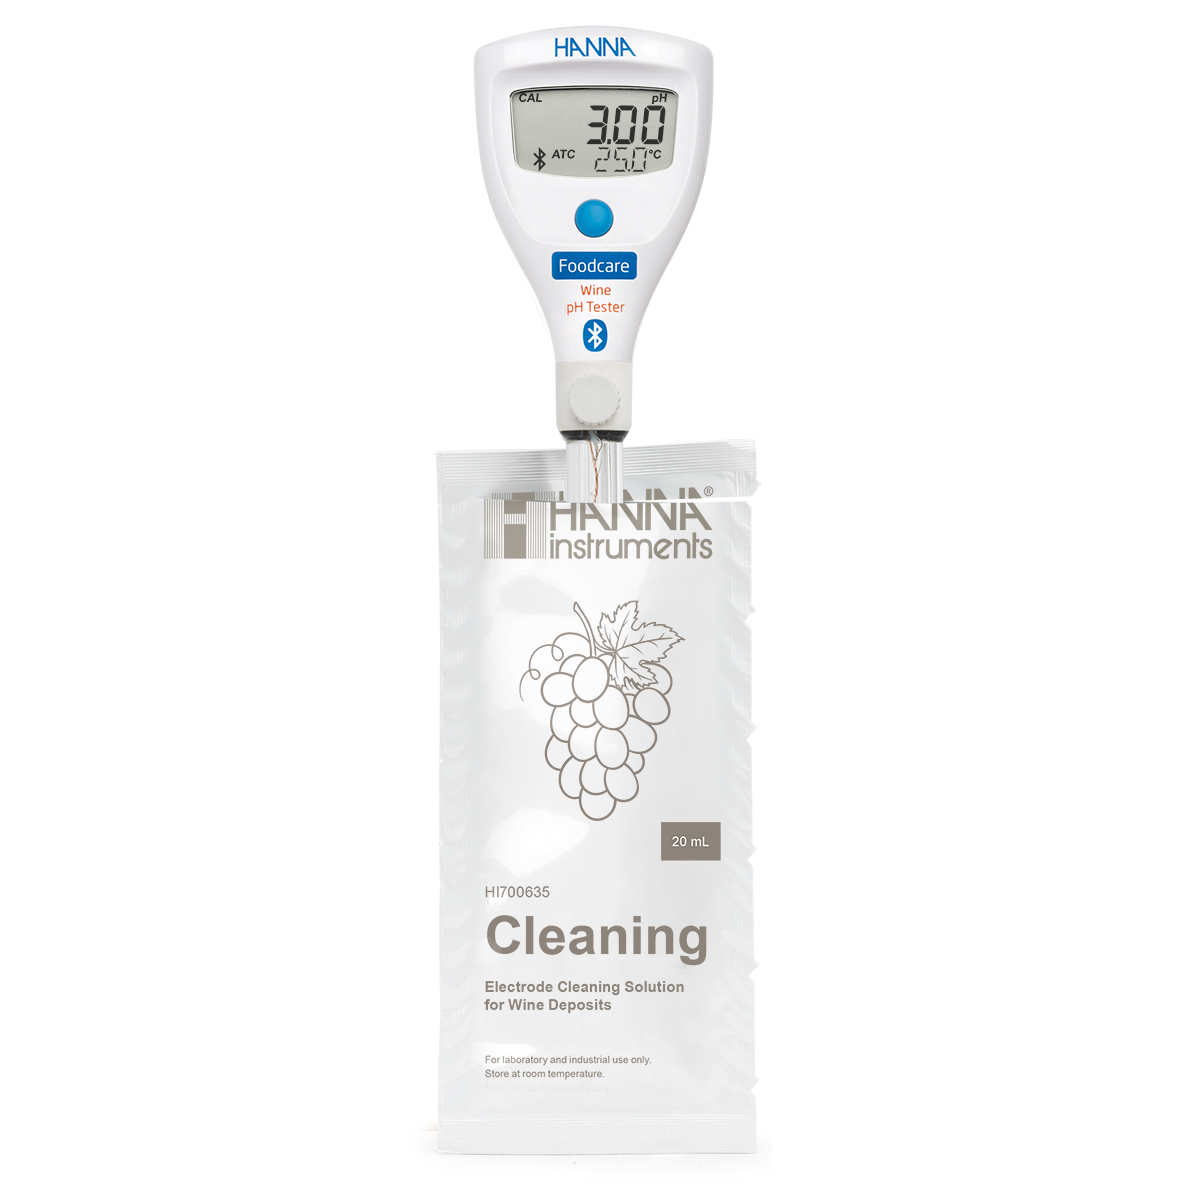 HANNA
CAL pH
3.00
ATC 25.0°C
Foodcare
Wine
pH Tester
HANNA®
instruments
20 mL
HI700635
Cleaning
Electrode Cleaning Solution
for Wine Deposits
For laboratory and industrial use only.
Store at room temperature.